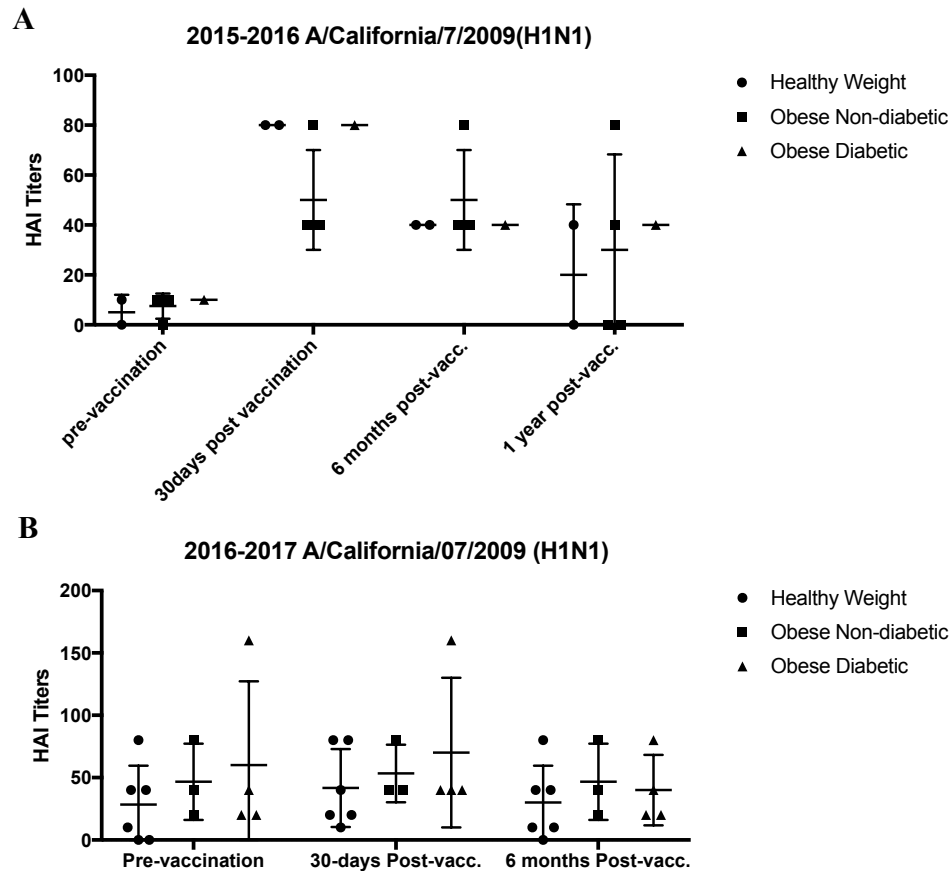 A
2015-2016 A/California/7/2009(H1N1)
HAI Titers
100
80
60
40
20
0
pre-vaccination
30days post vaccination
6 months post-vacc.
1 year post-vacc.
Healthy Weight
Obese Non-diabetic
Obese Diabetic
B
2016-2017 A/California/07/2009 (H1N1)
HAI Titers
200
150
100
50
0
Pre-vaccination
30-days Post-vacc.
6 months Post-vacc.
Healthy Weight
Obese Non-diabetic
Obese Diabetic